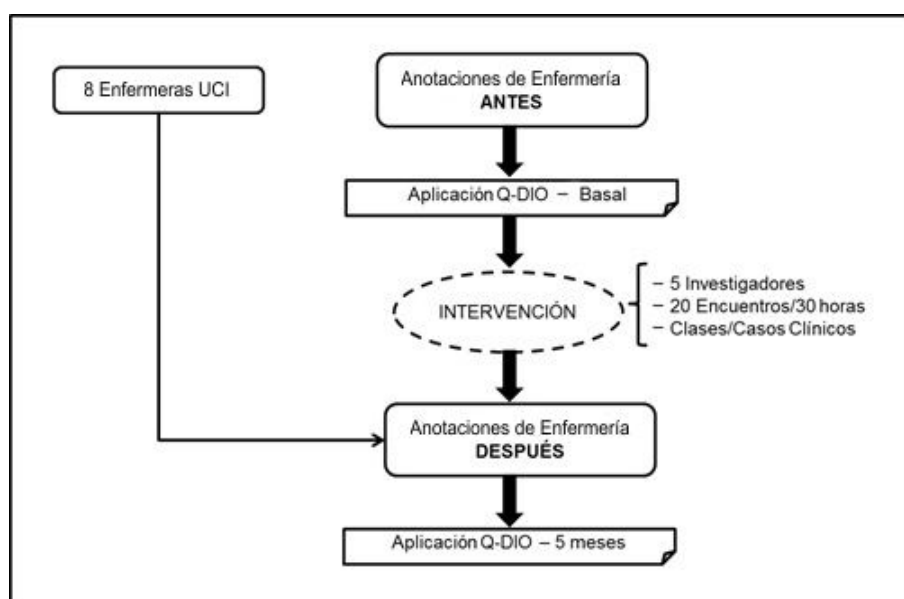 8 Enfermeras UCI
Anotaciones de Enfermería
ANTES
Aplicación Q-DIO – Basal
INTERVENCIÓN
– 5 Investigadores
– 20 Encuentros/30 horas
– Clases/Casos Clínicos
Anotaciones de Enfermería
DESPUÉS
Aplicación Q-DIO – 5 meses